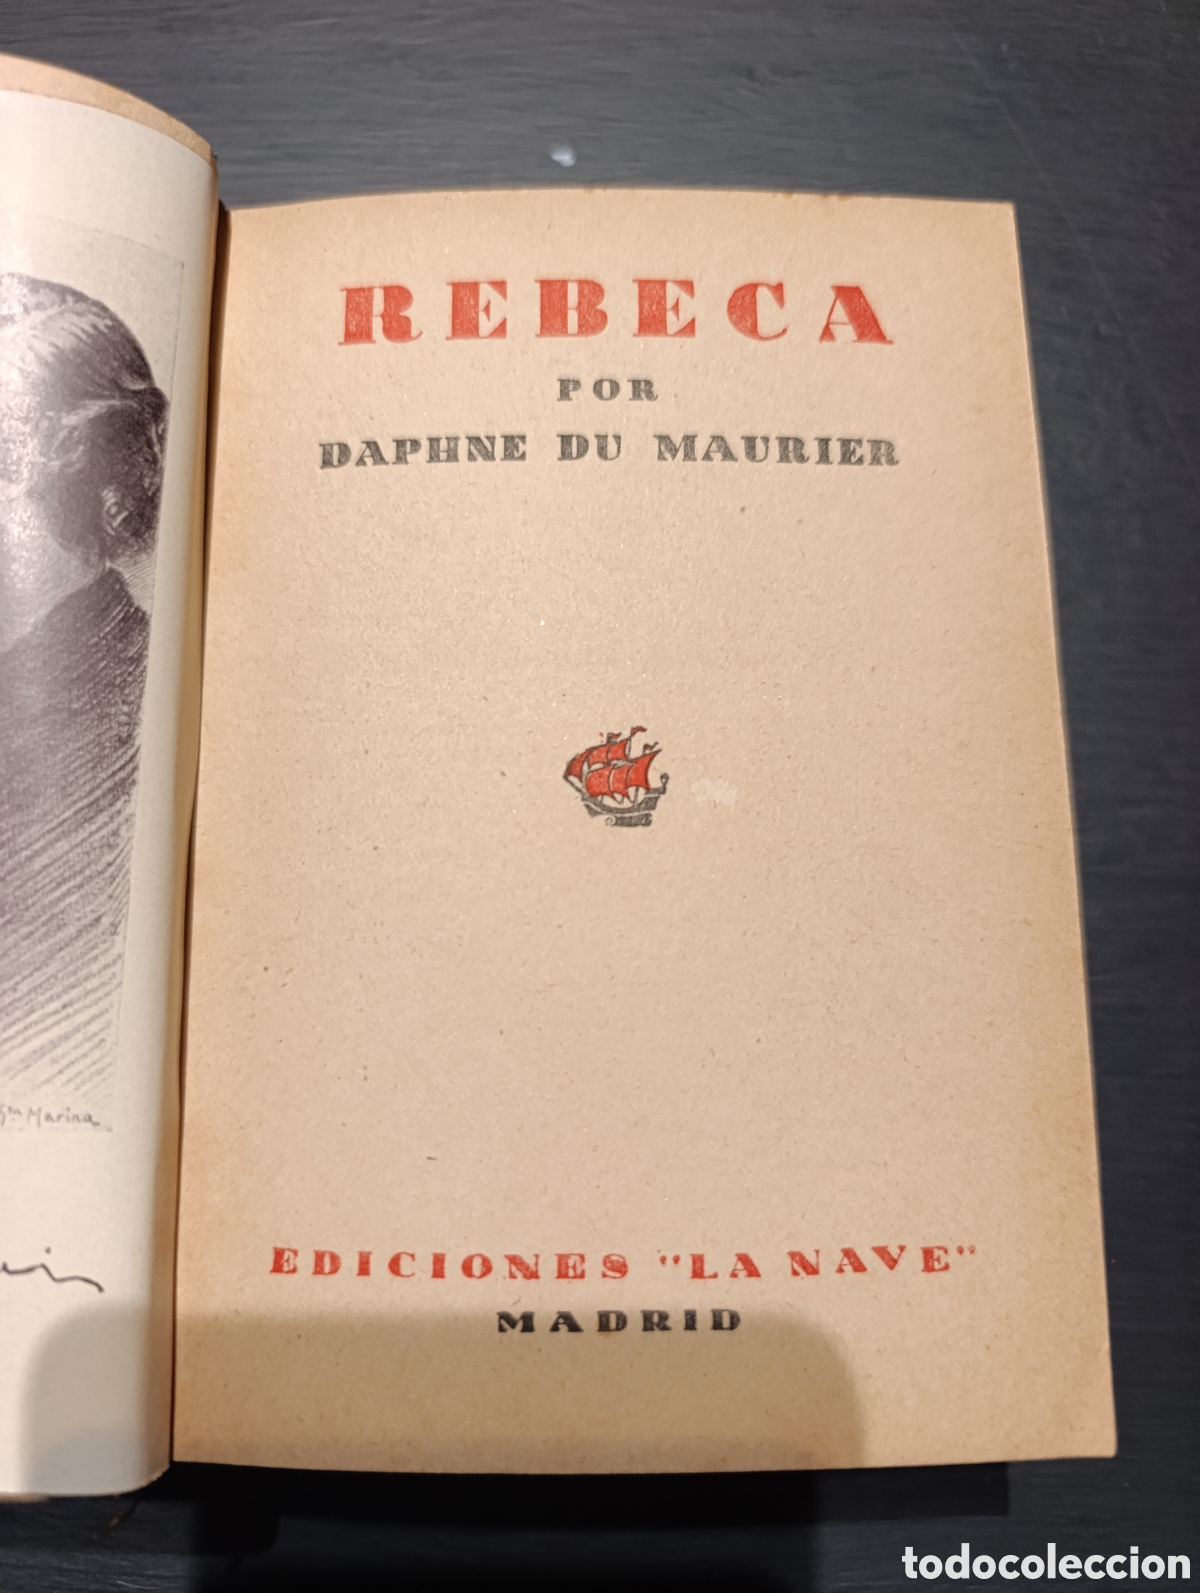 REBECA
POR
DAPHNE DU MAURIER
EDICIONES "LA NAVE"
MADRID
Marina
todocoleccion